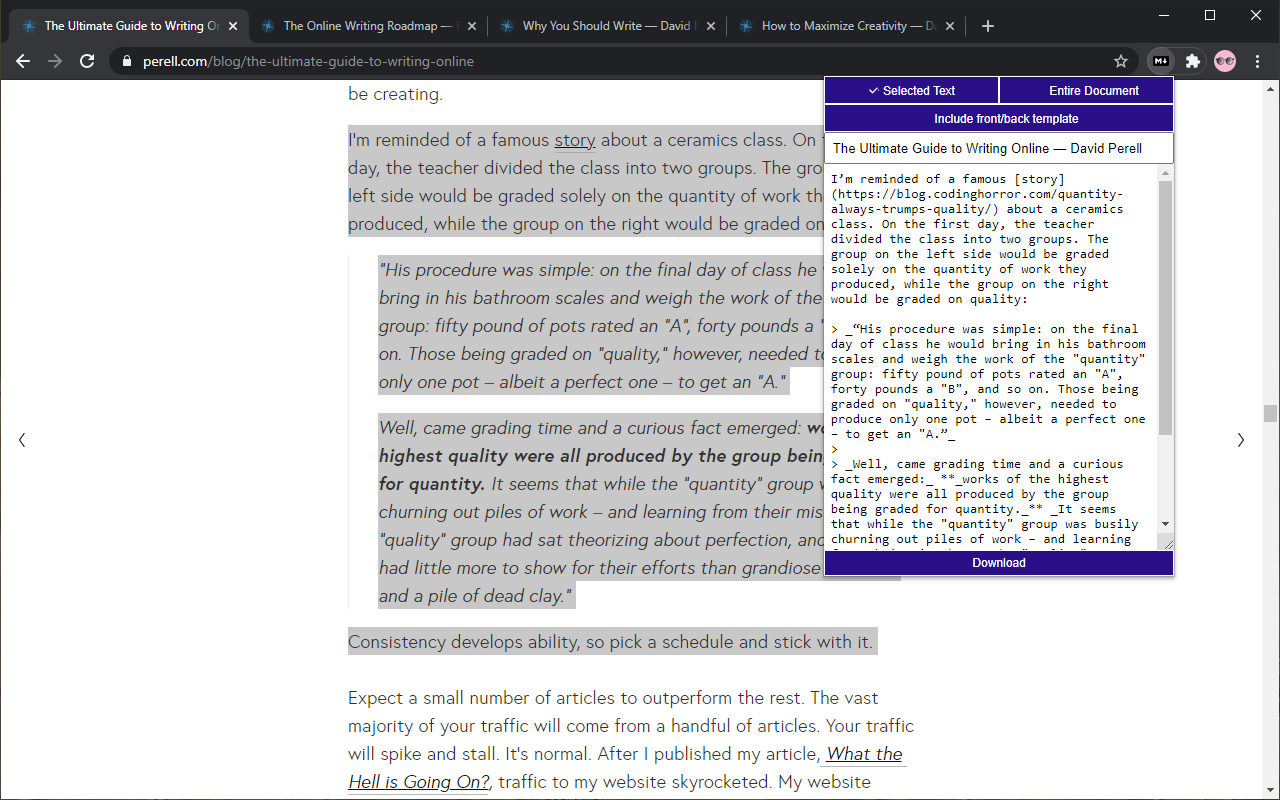 The Ultimate Guide to Writing Or
The Online Writing Roadmap —
Why You Should Write — David P
How to Maximize Creativity — Da
perell.com/blog/the-ultimate-guide-to-writing-online
M
be creating.
I'm reminded of a famous story about a ceramics class. On
day, the teacher divided the class into two groups. The gro
left side would be graded solely on the quantity of work th
produced, while the group on the right would be graded on
"His procedure was simple: on the final day of class he
bring in his bathroom scales and weigh the work of the
group: fifty pound of pots rated an "A", forty pounds a "
on. Those being graded on "quality," however, needed to
only one pot – albeit a perfect one – to get an "A."
Well, came grading time and a curious fact emerged: wo
highest quality were all produced by the group bein
for quantity. It seems that while the "quantity" group w
churning out piles of work – and learning from their mis
"quality" group had sat theorizing about perfection, and
had little more to show for their efforts than grandiose
and a pile of dead clay."
Consistency develops ability, so pick a schedule and stick with it.
Expect a small number of articles to outperform the rest. The vast
majority of your traffic will come from a handful of articles. Your traffic
will spike and stall. It's normal. After I published my article, What the
Hell is Going On?, traffic to my website skyrocketed. My website
✓ Selected Text
Entire Document
Include front/back template
The Ultimate Guide to Writing Online — David Perell
I’m reminded of a famous [story]
(https://blog.codinghorror.com/quantity-
always-trumps-quality/) about a ceramics
class. On the first day, the teacher
divided the class into two groups. The
group on the left side would be graded
solely on the quantity of work they
produced, while the group on the right
would be graded on quality:
> _“His procedure was simple: on the final
day of class he would bring in his bathroom
scales and weigh the work of the "quantity"
group: fifty pound of pots rated an "A",
forty pounds a "B", and so on. Those being
graded on "quality," however, needed to
produce only one pot – albeit a perfect one
– to get an "A.”_
>
> _Well, came grading time and a curious
fact emerged:_ **_works of the highest
quality were all produced by the group
being graded for quantity._** _It seems
that while the "quantity" group was busily
churning out piles of work – and learning
Download